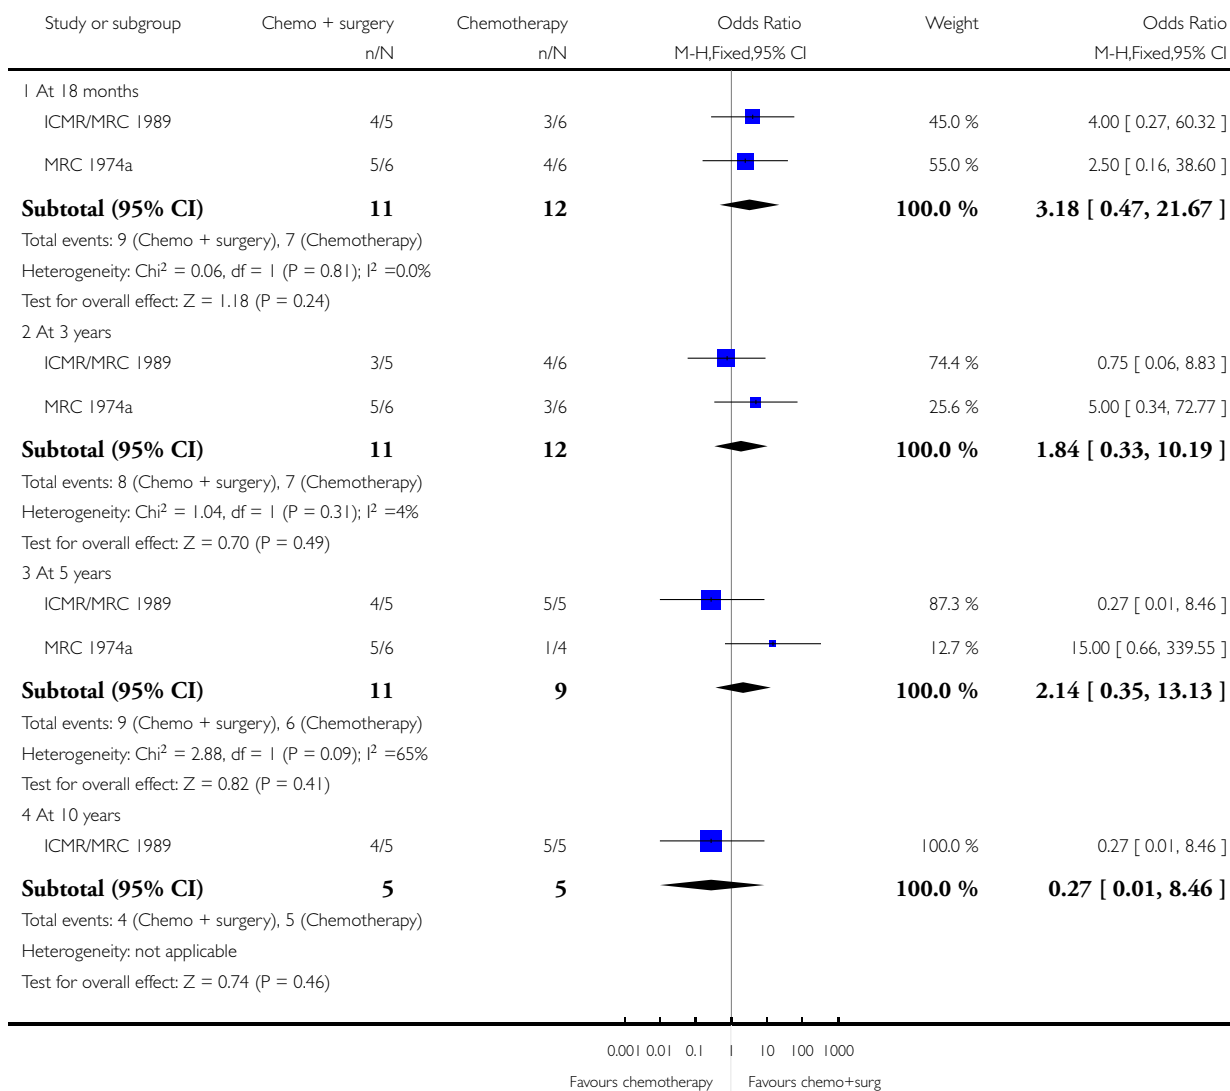 Study or subgroup Chemo + surgery Chemotherapy Odds Ratio Weight Odds Ratio
n/N n/N M-H,Fixed,95% CI M-H,Fixed,95% CI
1 At 18 months
ICMR/MRC 1989 4/5 3/6 45.0 % 4.00 [ 0.27, 60.32 ]
MRC 1974a 5/6 4/6 55.0 % 2.50 [ 0.16, 38.60 ]
Subtotal (95% CI) 11 12 100.0 % 3.18 [ 0.47, 21.67 ]
Total events: 9 (Chemo + surgery), 7 (Chemotherapy)
Heterogeneity: Chi² = 0.06, df = 1 (P = 0.81); I² =0.0%
Test for overall effect: Z = 1.18 (P = 0.24)
2 At 3 years
ICMR/MRC 1989 3/5 4/6 74.4 % 0.75 [ 0.06, 8.83 ]
MRC 1974a 5/6 3/6 25.6 % 5.00 [ 0.34, 72.77 ]
Subtotal (95% CI) 11 12 100.0 % 1.84 [ 0.33, 10.19 ]
Total events: 8 (Chemo + surgery), 7 (Chemotherapy)
Heterogeneity: Chi² = 1.04, df = 1 (P = 0.31); I² =4%
Test for overall effect: Z = 0.70 (P = 0.49)
3 At 5 years
ICMR/MRC 1989 4/5 5/5 87.3 % 0.27 [ 0.01, 8.46 ]
MRC 1974a 5/6 1/4 12.7 % 15.00 [ 0.66, 339.55 ]
Subtotal (95% CI) 11 9 100.0 % 2.14 [ 0.35, 13.13 ]
Total events: 9 (Chemo + surgery), 6 (Chemotherapy)
Heterogeneity: Chi² = 2.88, df = 1 (P = 0.09); I² =65%
Test for overall effect: Z = 0.82 (P = 0.41)
4 At 10 years
ICMR/MRC 1989 4/5 5/5 100.0 % 0.27 [ 0.01, 8.46 ]
Subtotal (95% CI) 5 5 100.0 % 0.27 [ 0.01, 8.46 ]
Total events: 4 (Chemo + surgery), 5 (Chemotherapy)
Heterogeneity: not applicable
Test for overall effect: Z = 0.74 (P = 0.46)
0.001 0.01 0.1 1 10 100 1000
Favours chemotherapy Favours chemo+surg